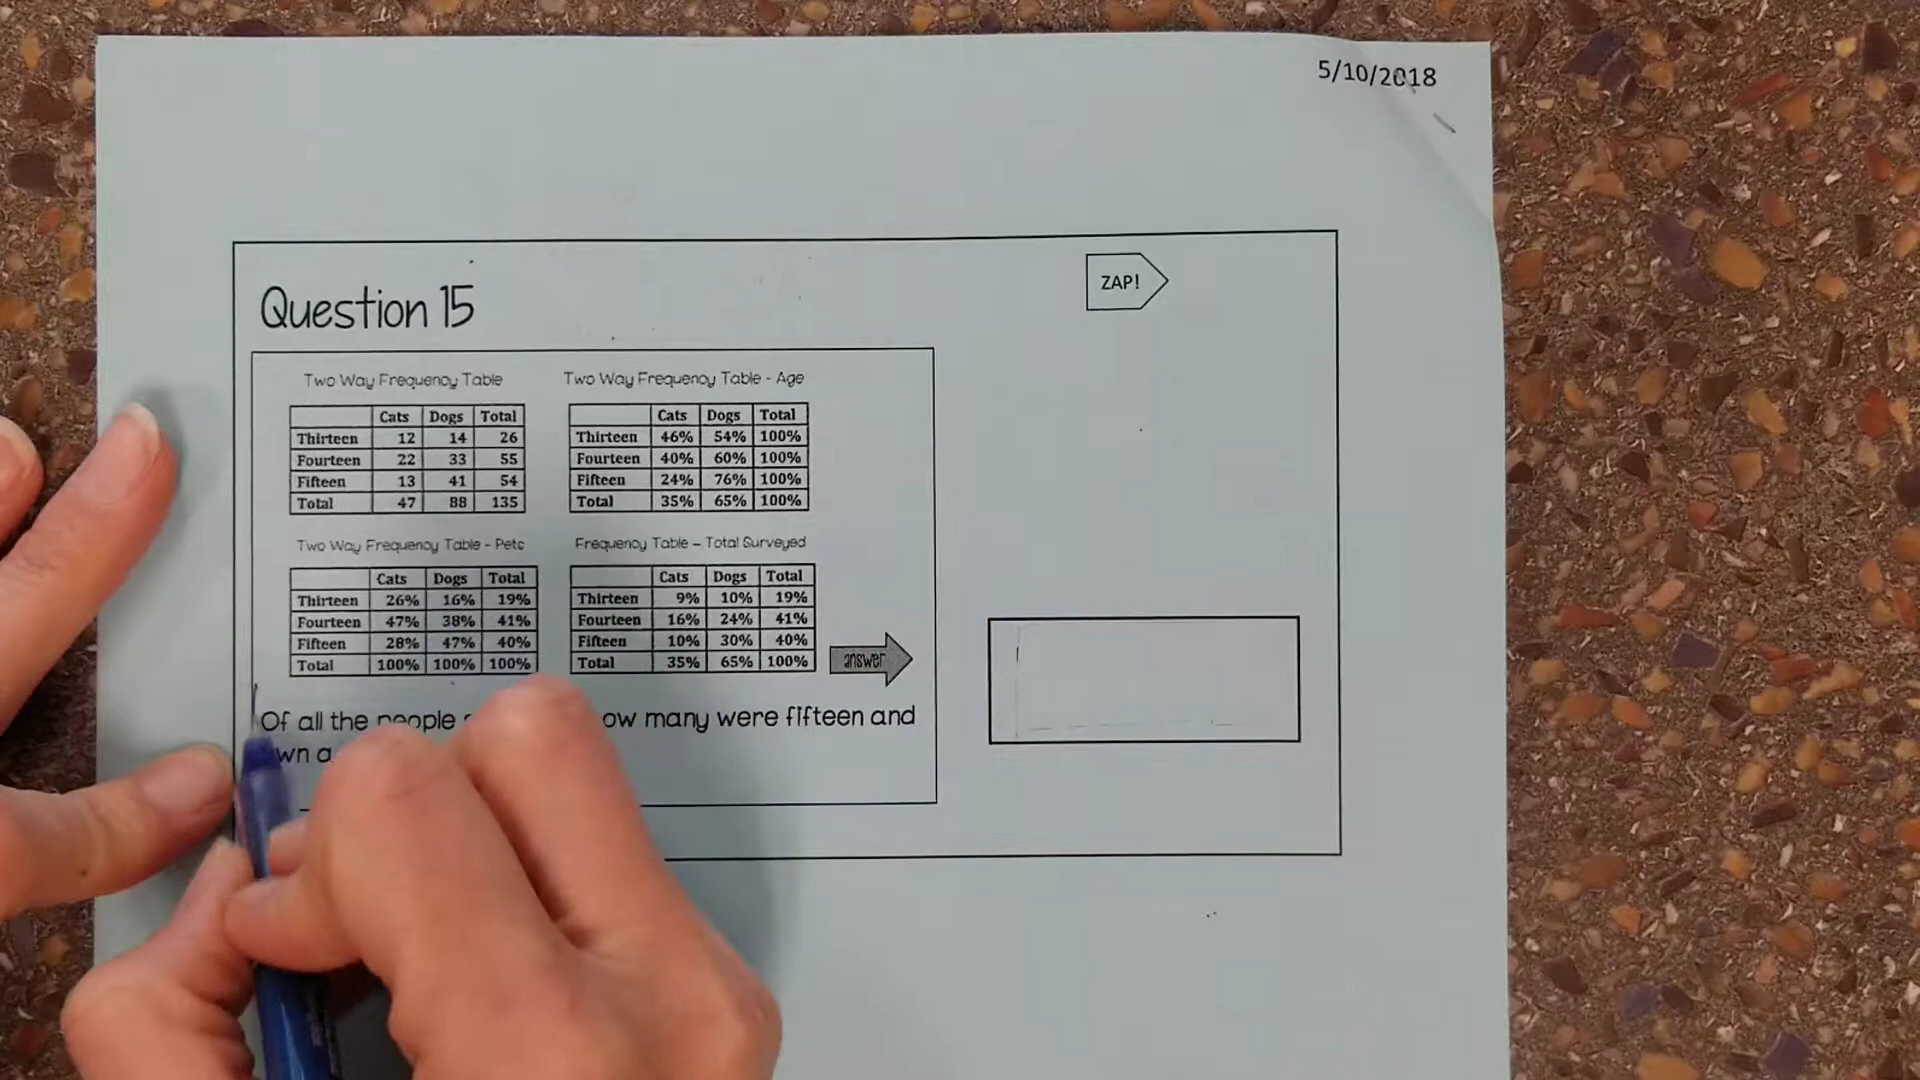 5/10/2018
ZAP!
Question 15
Two Way Frequency Table
Cats Dogs Total
Thirteen 12 14 26
Fourteen 22 33 55
Fifteen 13 41 54
Total 47 88 135
Two Way Frequency Table - Age
Cats Dogs Total
Thirteen 46% 54% 100%
Fourteen 40% 60% 100%
Fifteen 24% 76% 100%
Total 35% 65% 100%
Two Way Frequency Table - Pets
Cats Dogs Total
Thirteen 26% 16% 19%
Fourteen 47% 38% 41%
Fifteen 28% 47% 40%
Total 100% 100% 100%
Frequency Table – Total Surveyed
Cats Dogs Total
Thirteen 9% 10% 19%
Fourteen 16% 24% 41%
Fifteen 10% 30% 40%
Total 35% 65% 100%
answer
Of all the people ow many were fifteen and
wn a